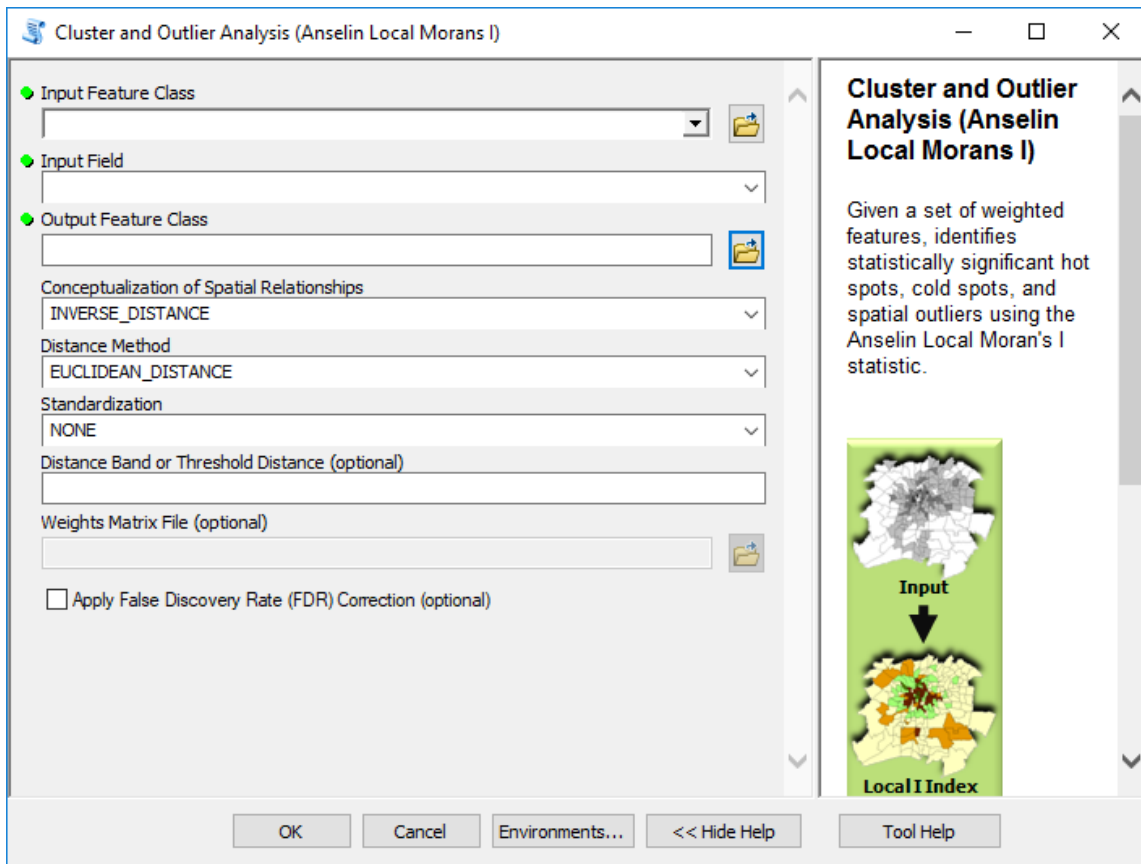 Cluster and Outlier Analysis (Anselin Local Morans I)
Input Feature Class
Input Field
Output Feature Class
Conceptualization of Spatial Relationships
INVERSE_DISTANCE
Distance Method
EUCLIDEAN_DISTANCE
Standardization
NONE
Distance Band or Threshold Distance (optional)
Weights Matrix File (optional)
Apply False Discovery Rate (FDR) Correction (optional)
Cluster and Outlier
Analysis (Anselin
Local Morans I)
Given a set of weighted
features, identifies
statistically significant hot
spots, cold spots, and
spatial outliers using the
Anselin Local Moran's I
statistic.
Input
Local I Index
OK
Cancel
Environments...
<< Hide Help
Tool Help